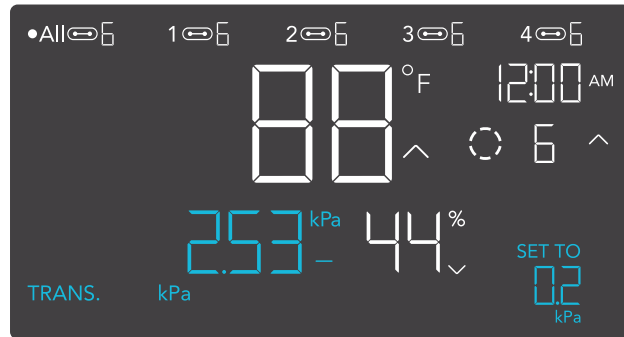 All 6 1 6 2 6 3 6 4 6
88 °F 12:00 AM
6
2.53 kPa 44 %
SET TO
0.2
TRANS. kPa kPa